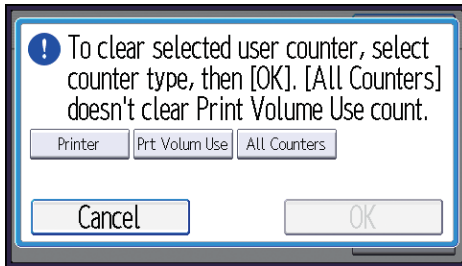 To clear selected user counter, select
counter type, then [OK]. [All Counters]
doesn't clear Print Volume Use count.
Printer Prt Volum Use All Counters
Cancel OK